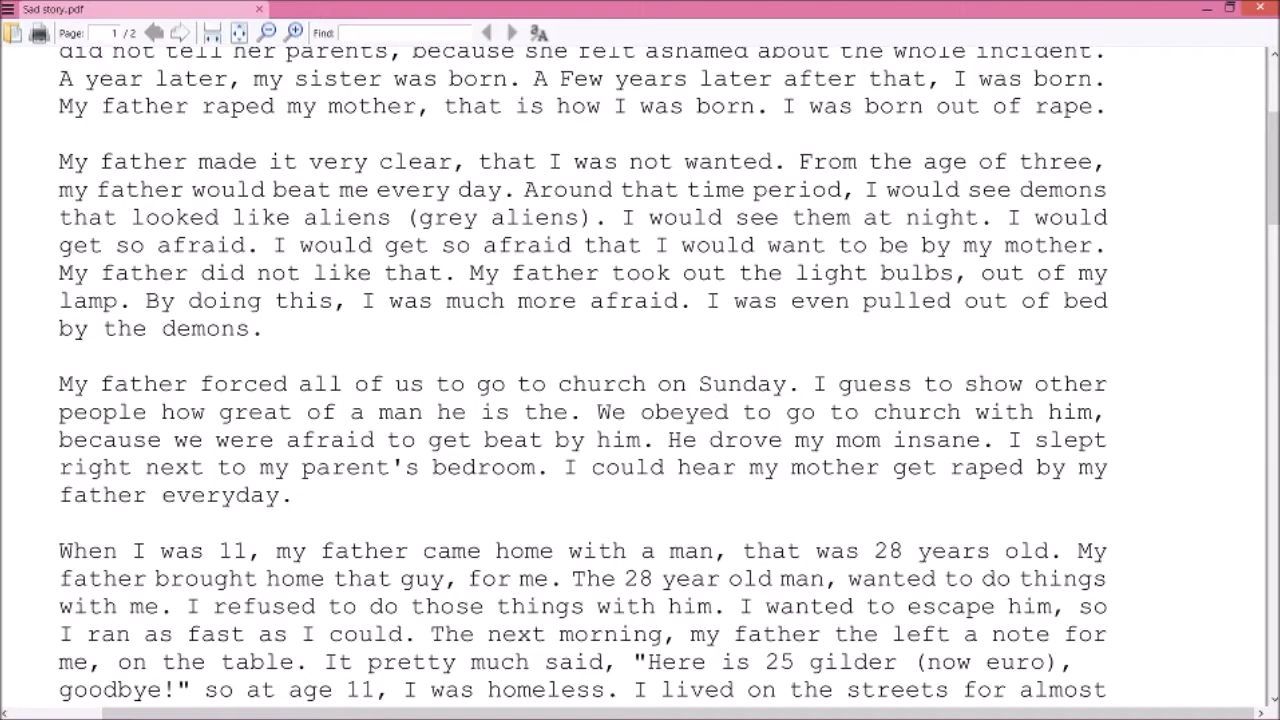 Sad story.pdf
Page: 1 / 2 Find:
did not tell her parents, because she felt ashamed about the whole incident.
A year later, my sister was born. A Few years later after that, I was born.
My father raped my mother, that is how I was born. I was born out of rape.
My father made it very clear, that I was not wanted. From the age of three,
my father would beat me every day. Around that time period, I would see demons
that looked like aliens (grey aliens). I would see them at night. I would
get so afraid. I would get so afraid that I would want to be by my mother.
My father did not like that. My father took out the light bulbs, out of my
lamp. By doing this, I was much more afraid. I was even pulled out of bed
by the demons.
My father forced all of us to go to church on Sunday. I guess to show other
people how great of a man he is the. We obeyed to go to church with him,
because we were afraid to get beat by him. He drove my mom insane. I slept
right next to my parent's bedroom. I could hear my mother get raped by my
father everyday.
When I was 11, my father came home with a man, that was 28 years old. My
father brought home that guy, for me. The 28 year old man, wanted to do things
with me. I refused to do those things with him. I wanted to escape him, so
I ran as fast as I could. The next morning, my father the left a note for
me, on the table. It pretty much said, "Here is 25 gilder (now euro),
goodbye!" so at age 11, I was homeless. I lived on the streets for almost